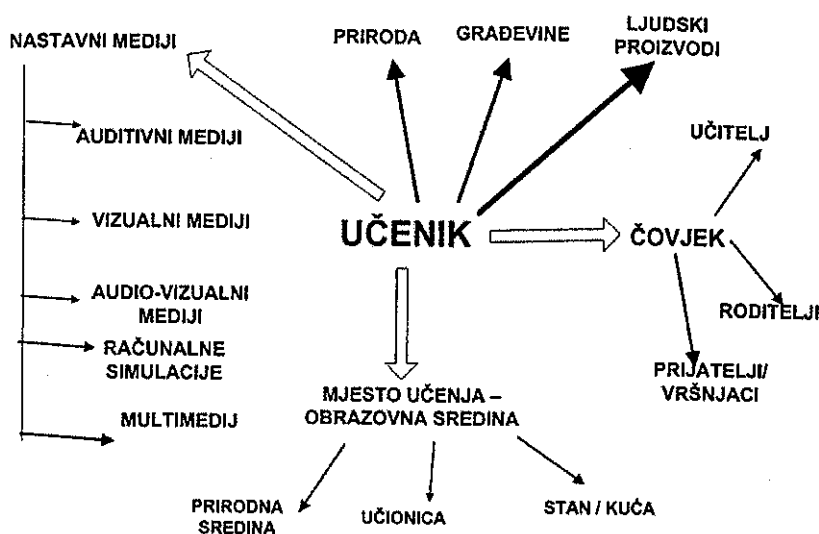 NASTAVNI MEDIJI
PRIRODA
GRAĐEVINE
LJUDSKI
PROIZVODI
AUDITIVNI MEDIJI
UČITELJ
VIZUALNI MEDIJI
UČENIK
ČOVJEK
AUDIO-VIZUALNI
MEDIJI
RODITELJI
RAČUNALNE
SIMULACIJE
PRIJATELJI/
VRŠNJACI
MJESTO UČENJA –
OBRAZOVNA SREDINA
MULTIMEDIJ
PRIRODNA
SREDINA
UČIONICA
STAN / KUĆA